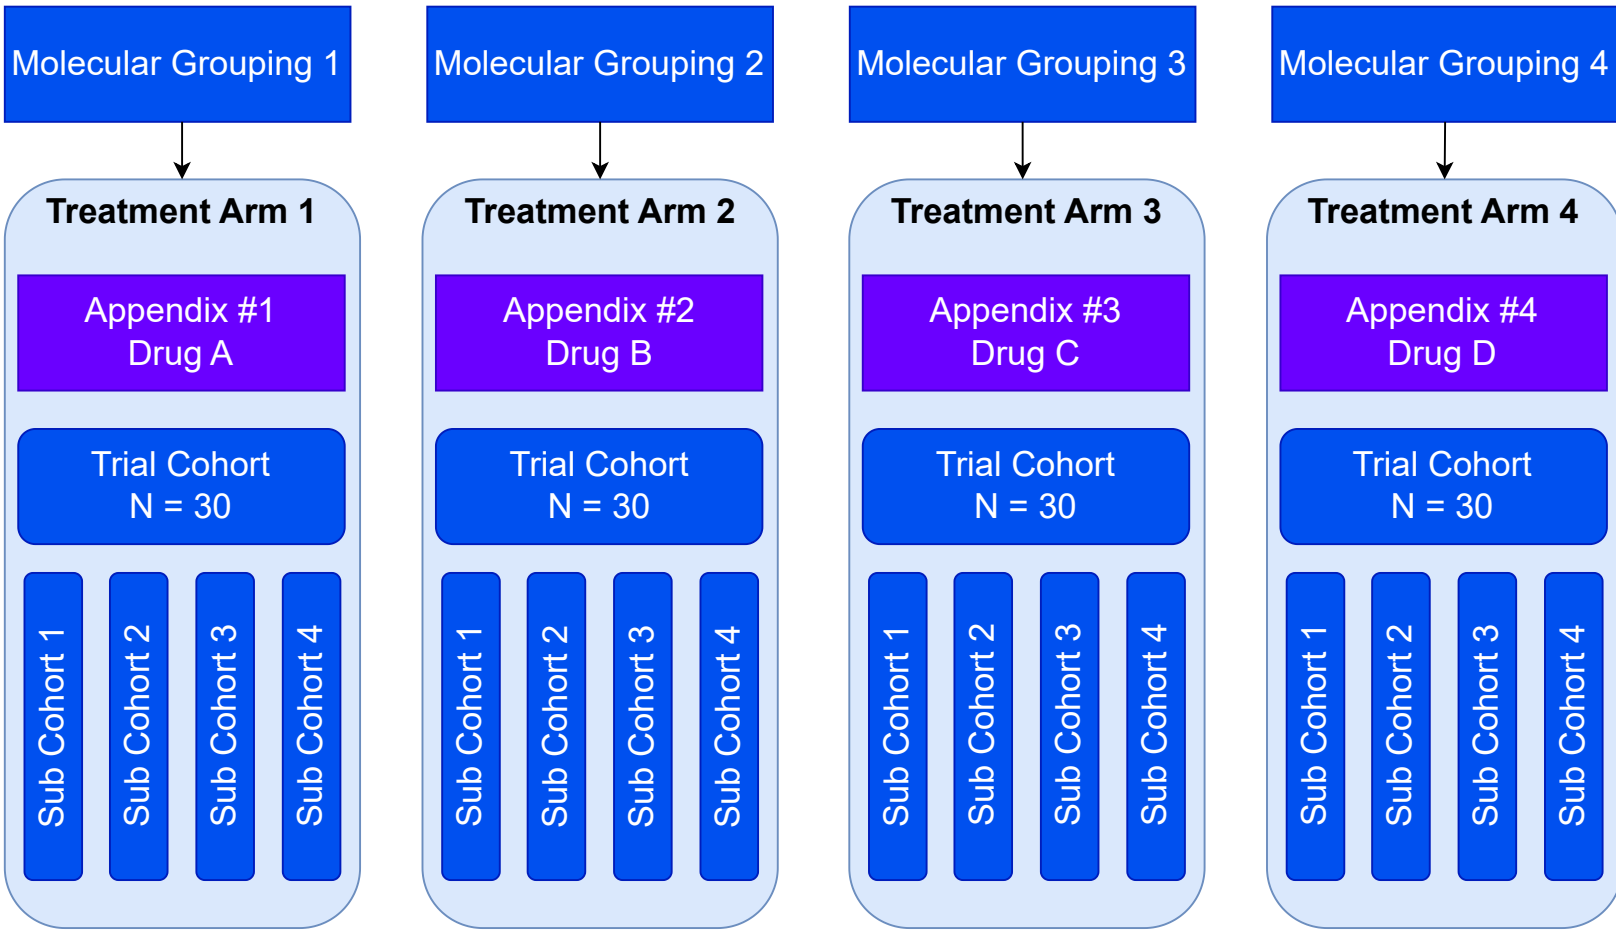 Molecular Grouping 1
Molecular Grouping 2
Molecular Grouping 3
Molecular Grouping 4
Treatment Arm 1
Appendix #1
Drug A
Trial Cohort
N = 30
Sub Cohort 1
Sub Cohort 2
Sub Cohort 3
Sub Cohort 4
Treatment Arm 2
Appendix #2
Drug B
Trial Cohort
N = 30
Sub Cohort 1
Sub Cohort 2
Sub Cohort 3
Sub Cohort 4
Treatment Arm 3
Appendix #3
Drug C
Trial Cohort
N = 30
Sub Cohort 1
Sub Cohort 2
Sub Cohort 3
Sub Cohort 4
Treatment Arm 4
Appendix #4
Drug D
Trial Cohort
N = 30
Sub Cohort 1
Sub Cohort 2
Sub Cohort 3
Sub Cohort 4